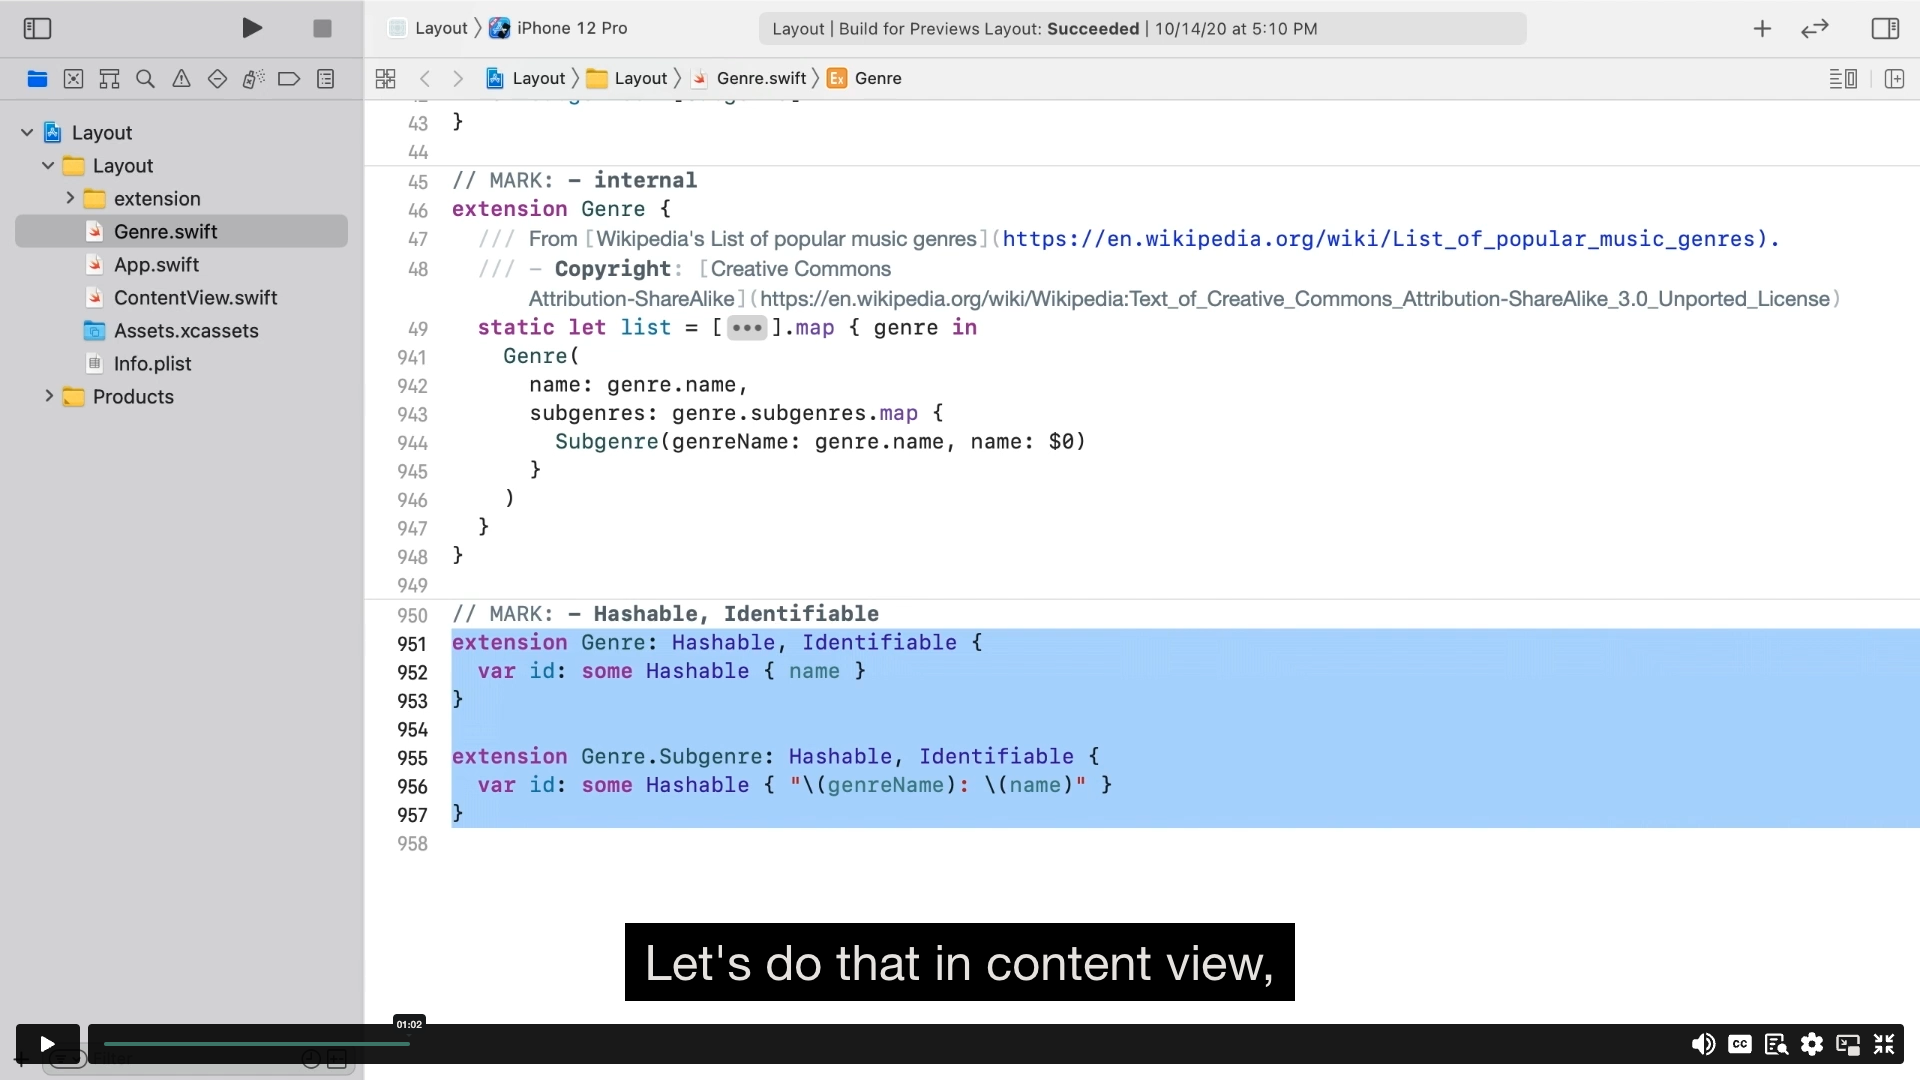 Layout
iPhone 12 Pro
Layout | Build for Previews Layout: Succeeded | 10/14/20 at 5:10 PM
Layout
Layout
Genre.swift
Ex
Genre
Layout
Layout
extension
Genre.swift
App.swift
ContentView.swift
Assets.xcassets
Info.plist
Products
43 }
44
45 // MARK: – internal
46 extension Genre {
47 /// From [Wikipedia's List of popular music genres](https://en.wikipedia.org/wiki/List_of_popular_music_genres).
48 /// – Copyright: [Creative Commons
Attribution-ShareAlike](https://en.wikipedia.org/wiki/Wikipedia:Text_of_Creative_Commons_Attribution-ShareAlike_3.0_Unported_License)
49 static let list = [•••].map { genre in
941 Genre(
942 name: genre.name,
943 subgenres: genre.subgenres.map {
944 Subgenre(genreName: genre.name, name: $0)
945 }
946 )
947 }
948 }
949
950 // MARK: – Hashable, Identifiable
951 extension Genre: Hashable, Identifiable {
952 var id: some Hashable { name }
953 }
954
955 extension Genre.Subgenre: Hashable, Identifiable {
956 var id: some Hashable { "\(genreName): \(name)" }
957 }
958
Let's do that in content view,
01:02
CC